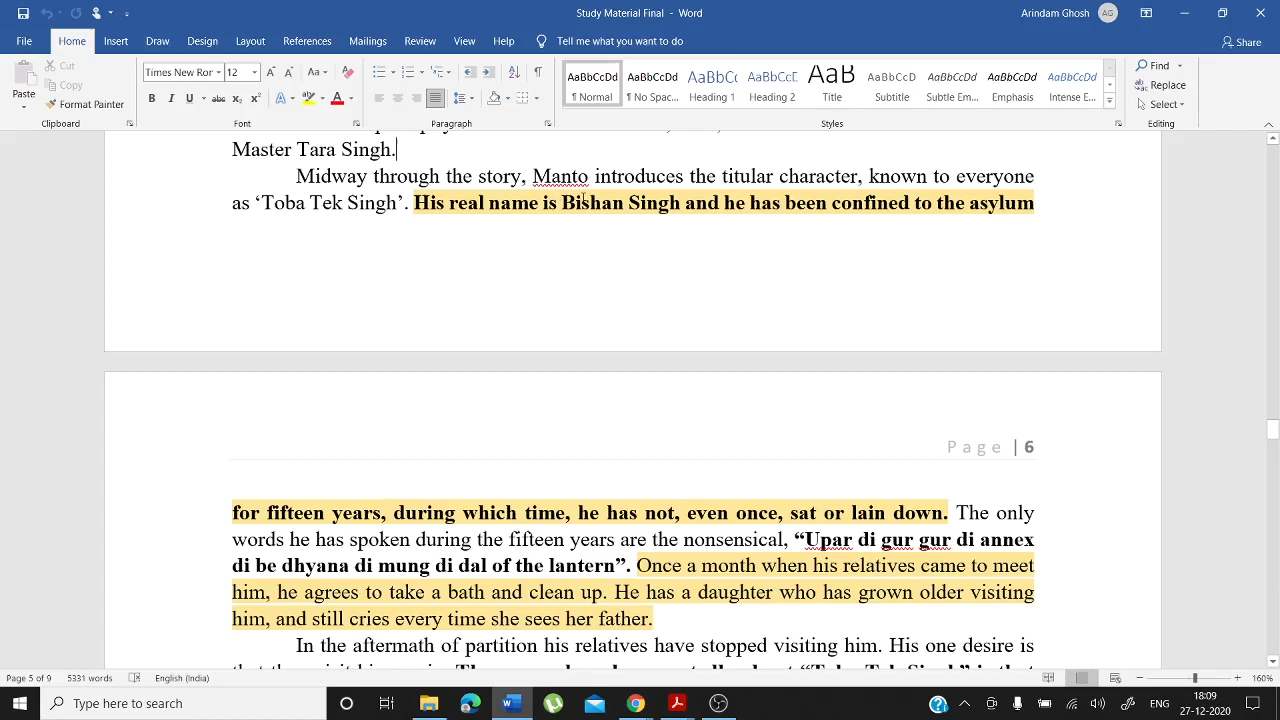 Study Material Final - Word
Arindam Ghosh AG
File Home Insert Draw Design Layout References Mailings Review View Help Tell me what you want to do Share
Cut
Copy
Format Painter
Paste
Times New Ror 12
AaBbCcDd AaBbCcDd AaBbCc AaBbCcE AaB AaBbCcD AaBbCcDd AaBbCcDd AaBbCcDd
¶ Normal ¶ No Spac... Heading 1 Heading 2 Title Subtitle Subtle Em... Emphasis Intense E...
Find
Replace
Select
Clipboard Font Paragraph Styles Editing
Master Tara Singh.
Midway through the story, Manto introduces the titular character, known to everyone
as ‘Toba Tek Singh’. His real name is Bishan Singh and he has been confined to the asylum
Page | 6
for fifteen years, during which time, he has not, even once, sat or lain down. The only
words he has spoken during the fifteen years are the nonsensical, “Upar di gur gur di annex
di be dhyana di mung di dal of the lantern”. Once a month when his relatives came to meet
him, he agrees to take a bath and clean up. He has a daughter who has grown older visiting
him, and still cries every time she sees her father.
In the aftermath of partition his relatives have stopped visiting him. His one desire is
Page 5 of 9 5331 words English (India) 160%
Type here to search
ENG
18:09
27-12-2020